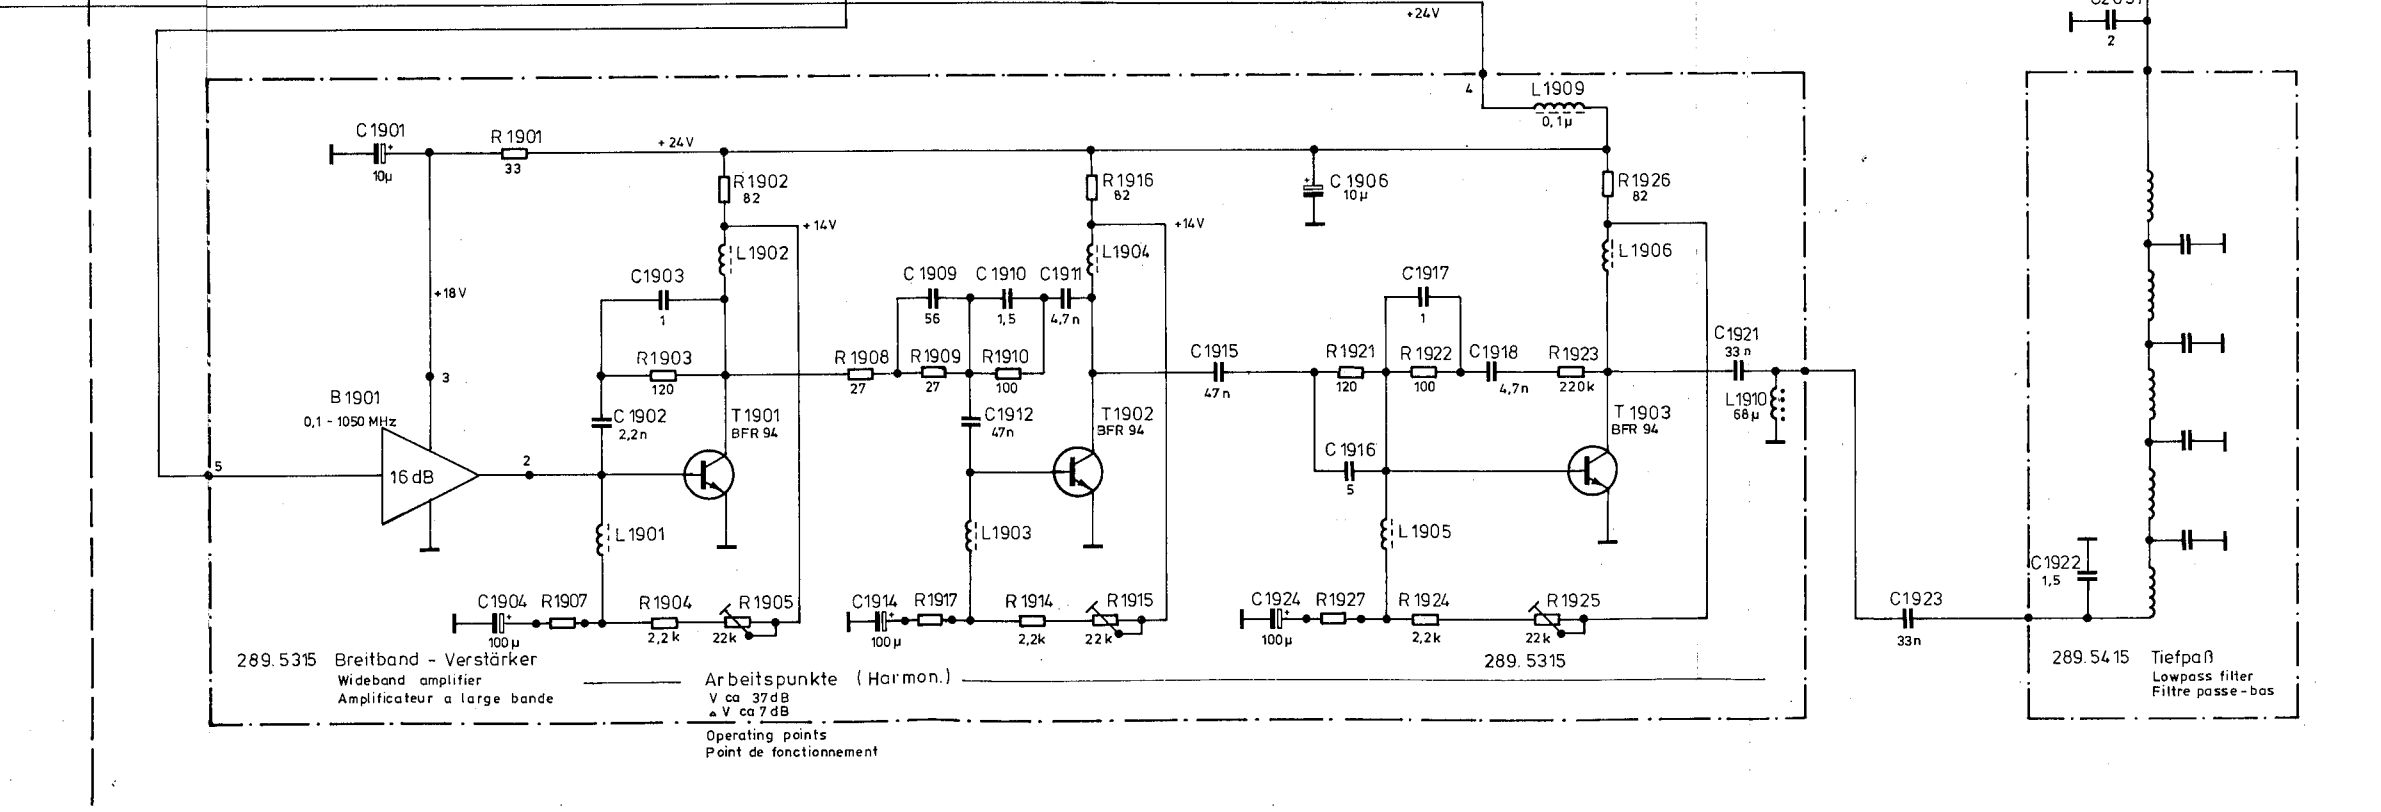 +24V
2
4
L1909
0,1µ
C1901
10µ
R1901
33
+24V
R1902
82
R1916
82
C1906
10µ
R1926
82
+14V
+14V
L1902
L1904
L1906
+18V
C1903
1
C1909
56
C1910
1,5
C1911
4,7n
C1917
1
3
R1903
120
R1908
27
R1909
27
R1910
100
C1915
47n
R1921
120
R1922
100
C1918
4,7n
R1923
220k
C1921
33n
L1910
68µ
B1901
0,1 - 1050 MHz
16dB
5
2
C1902
2,2n
T1901
BFR 94
C1912
47n
T1902
BFR 94
C1916
5
T1903
BFR 94
L1901
L1903
L1905
C1904
100µ
R1907
R1904
2,2k
R1905
22k
C1914
100µ
R1917
R1914
2,2k
R1915
22k
C1924
100µ
R1927
R1924
2,2k
R1925
22k
C1922
1,5
C1923
33n
289.5315 Breitband - Verstärker
Wideband amplifier
Amplificateur a large bande
Arbeitspunkte (Harmon.)
V ca 37dB
△ V ca 7dB
Operating points
Point de fonctionnement
289.5315
289.5415 Tiefpaß
Lowpass filter
Filtre passe-bas